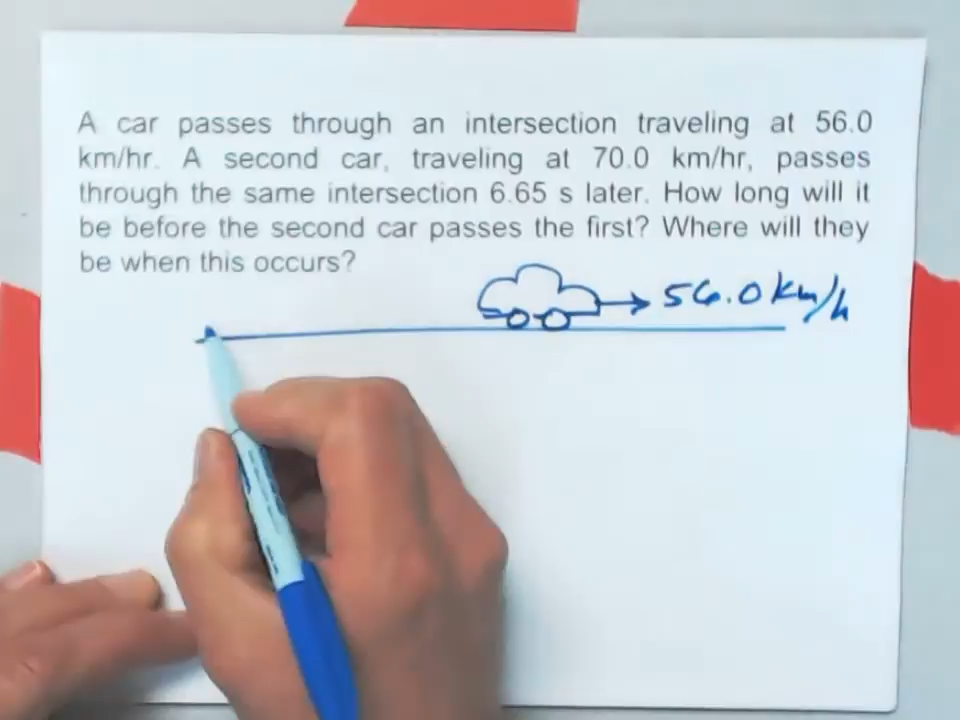 A car passes through an intersection traveling at 56.0
km/hr. A second car, traveling at 70.0 km/hr, passes
through the same intersection 6.65 s later. How long will it
be before the second car passes the first? Where will they
be when this occurs?
56.0 km/h